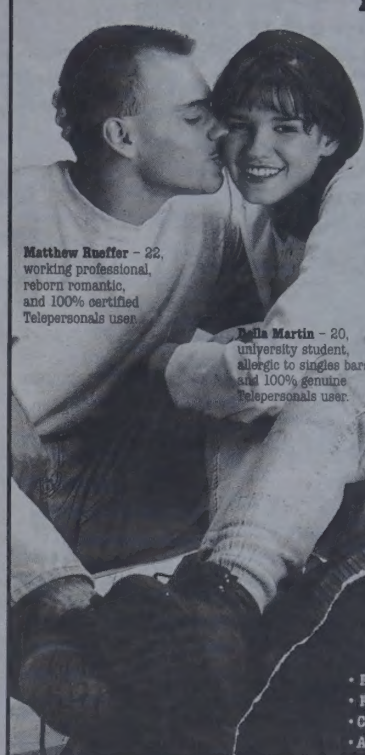 Matthew Rueffer – 22,
working professional,
reborn romantic,
and 100% certified
Telepersonals user.
Della Martin – 20,
university student,
allergic to singles bars
and 100% genuine
Telepersonals user.